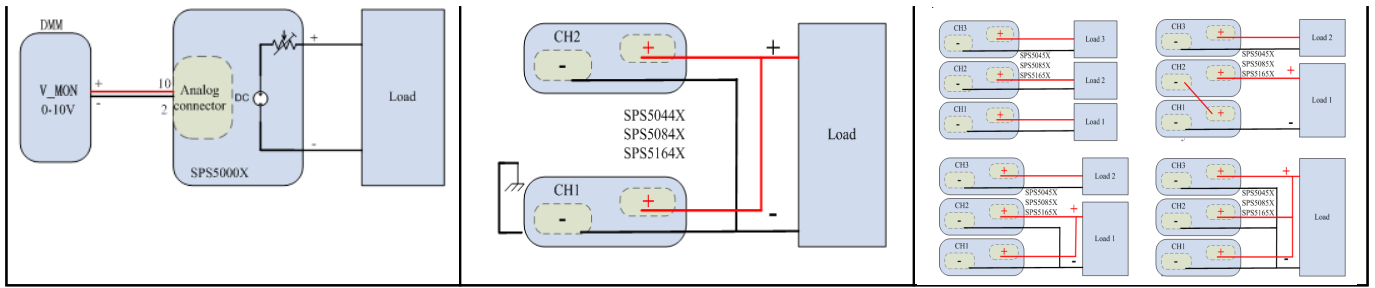 DMM
V_MON
0-10V
+
-
10
2
Analog
connector
DC
+
-
SPS5000X
Load
CH2
+
-
+
SPS5044X
SPS5084X
SPS5164X
CH1
+
-
-
Load
CH3
+
-
Load 3
SPS5045X
SPS5085X
SPS5165X
CH2
+
-
Load 2
CH1
+
-
Load 1
CH3
+
-
Load 2
SPS5045X
SPS5085X
SPS5165X
CH2
+
-
+
CH1
+
-
-
Load 1
CH3
+
-
Load 2
SPS5045X
SPS5085X
SPS5165X
CH2
+
-
+
CH1
+
-
-
Load 1
CH3
+
-
+
SPS5045X
SPS5085X
SPS5165X
CH2
+
-
CH1
+
-
-
Load